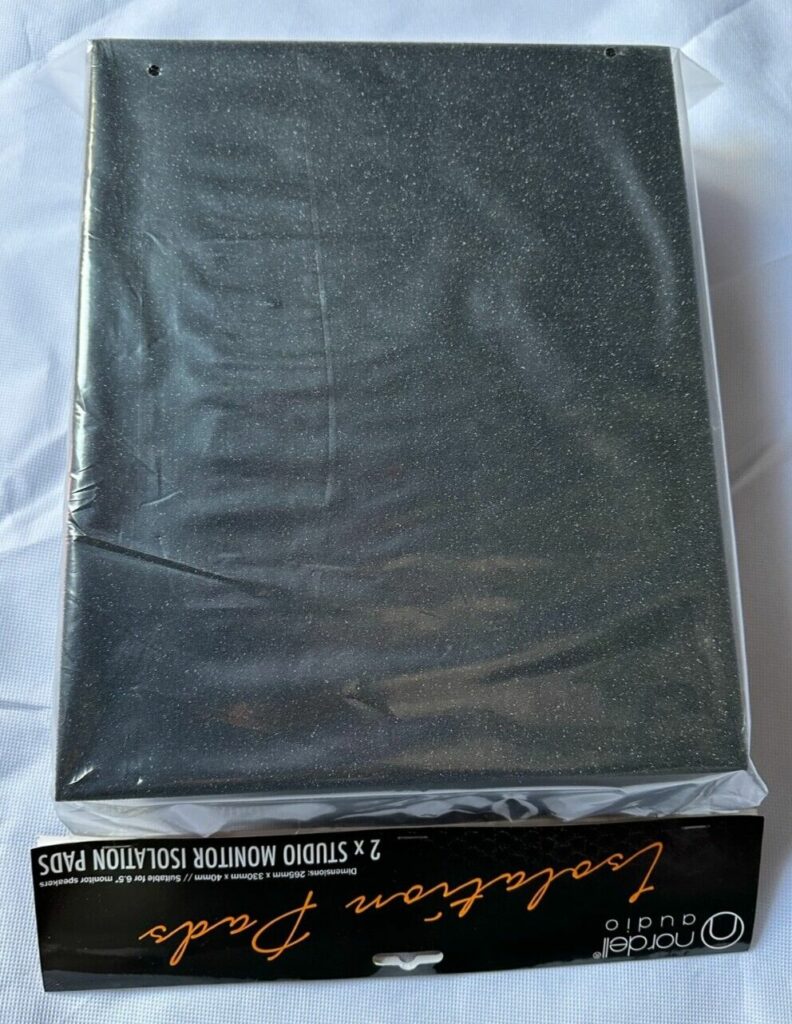 nordell®
audio
Isolation Pads
Dimensions: 265mm x 330mm x 40mm // Suitable for 6.5" monitor speakers
2 x STUDIO MONITOR ISOLATION PADS